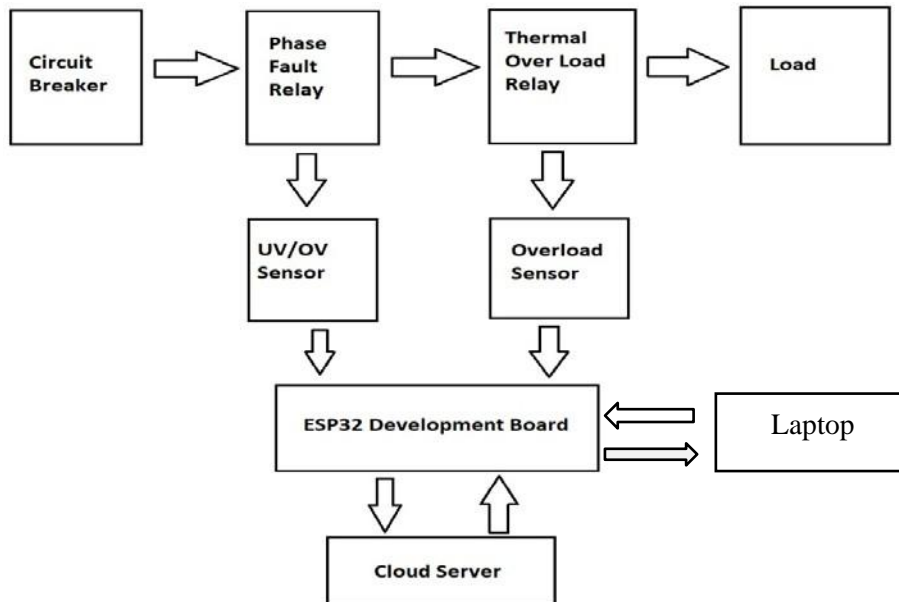 Circuit
Breaker
Phase
Fault
Relay
Thermal
Over Load
Relay
Load
UV/OV
Sensor
Overload
Sensor
ESP32 Development Board
Laptop
Cloud Server